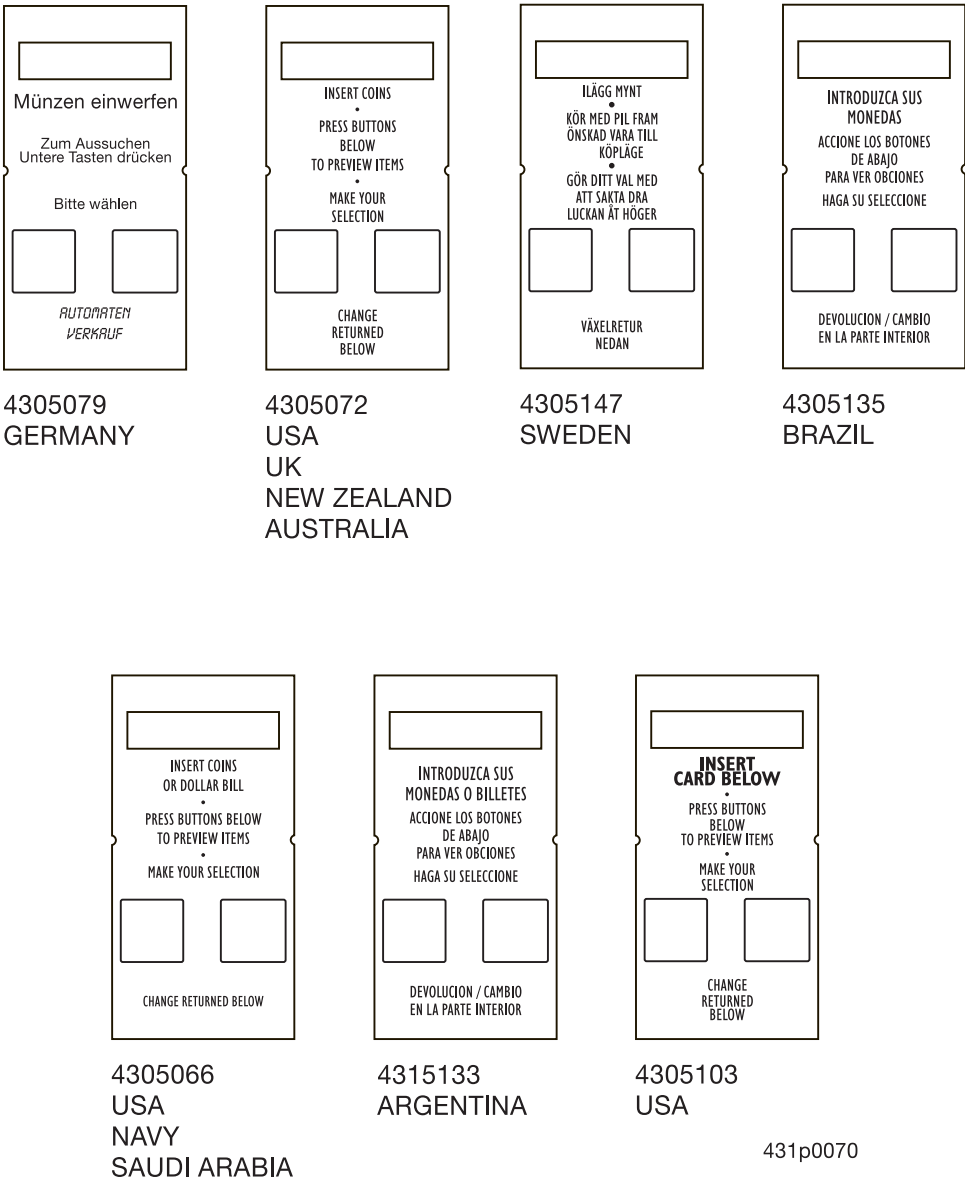 Münzen einwerfen
Zum Aussuchen
Untere Tasten drücken
Bitte wählen
AUTOMATEN
VERKAUF
4305079
GERMANY
INSERT COINS
•
PRESS BUTTONS
BELOW
TO PREVIEW ITEMS
•
MAKE YOUR
SELECTION
CHANGE
RETURNED
BELOW
4305072
USA
UK
NEW ZEALAND
AUSTRALIA
ILÄGG MYNT
•
KÖR MED PIL FRAM
ÖNSKAD VARA TILL
KÖPLÄGE
•
GÖR DITT VAL MED
ATT SAKTA DRA
LUCKAN ÅT HÖGER
VÄXELRETUR
NEDAN
4305147
SWEDEN
INTRODUZCA SUS
MONEDAS
ACCIONE LOS BOTONES
DE ABAJO
PARA VER OBCIONES
HAGA SU SELECCIONE
DEVOLUCION / CAMBIO
EN LA PARTE INTERIOR
4305135
BRAZIL
INSERT COINS
OR DOLLAR BILL
•
PRESS BUTTONS BELOW
TO PREVIEW ITEMS
•
MAKE YOUR SELECTION
CHANGE RETURNED BELOW
4305066
USA
NAVY
SAUDI ARABIA
INTRODUZCA SUS
MONEDAS O BILLETES
ACCIONE LOS BOTONES
DE ABAJO
PARA VER OBCIONES
HAGA SU SELECCIONE
DEVOLUCION / CAMBIO
EN LA PARTE INTERIOR
4315133
ARGENTINA
INSERT
CARD BELOW
•
PRESS BUTTONS
BELOW
TO PREVIEW ITEMS
•
MAKE YOUR
SELECTION
CHANGE
RETURNED
BELOW
4305103
USA
431p0070